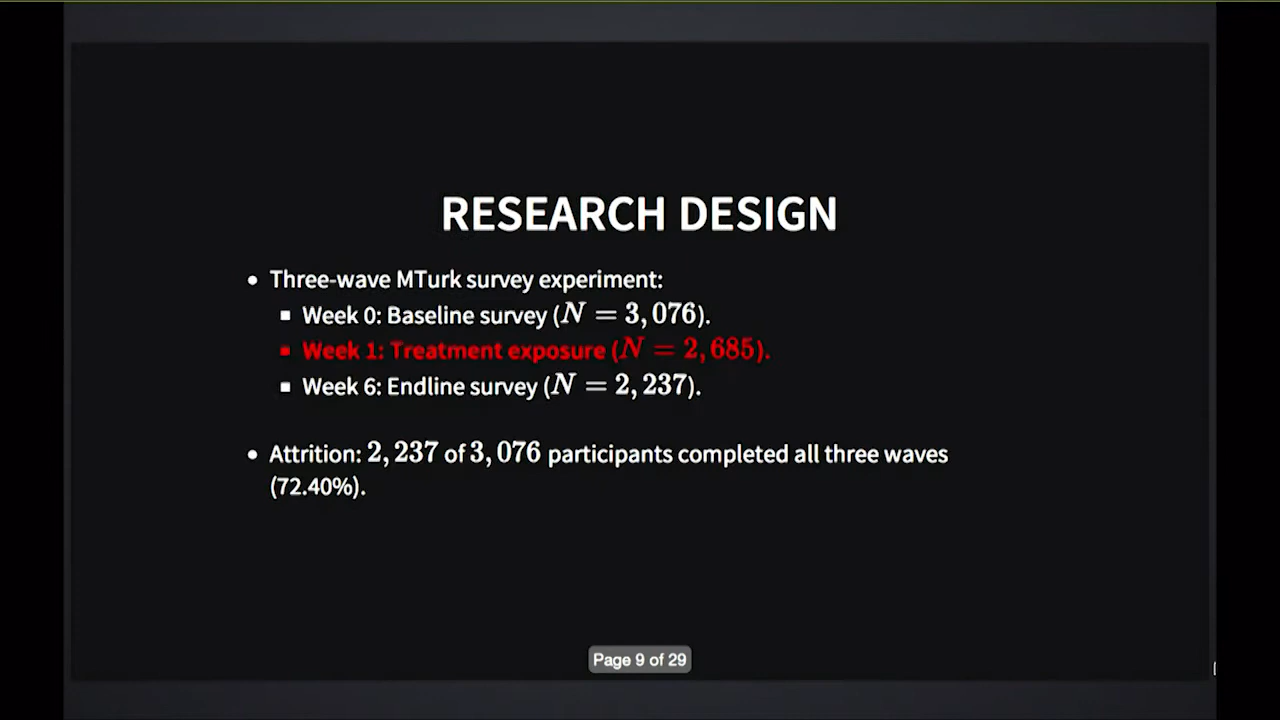 RESEARCH DESIGN
• Three-wave MTurk survey experiment:
▪ Week 0: Baseline survey (N = 3, 076).
▪ Week 1: Treatment exposure (N = 2, 685).
▪ Week 6: Endline survey (N = 2, 237).
• Attrition: 2, 237 of 3, 076 participants completed all three waves
(72.40%).
Page 9 of 29